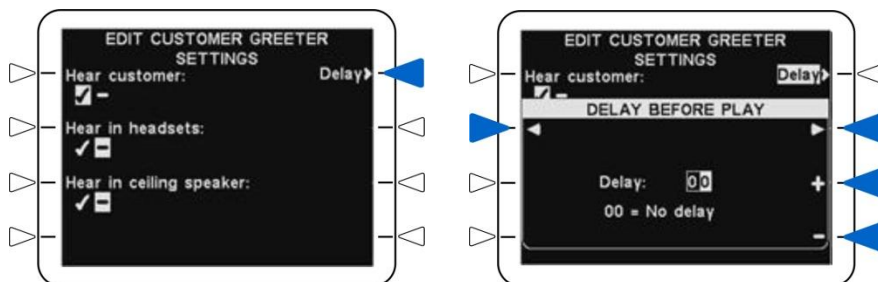 EDIT CUSTOMER GREETER
SETTINGS
Hear customer:
Delay
✓ –
Hear in headsets:
✓ –
Hear in ceiling speaker:
✓ –
EDIT CUSTOMER GREETER
SETTINGS
Hear customer:
Delay
✓ –
DELAY BEFORE PLAY
Delay: 00 +
00 = No delay
–